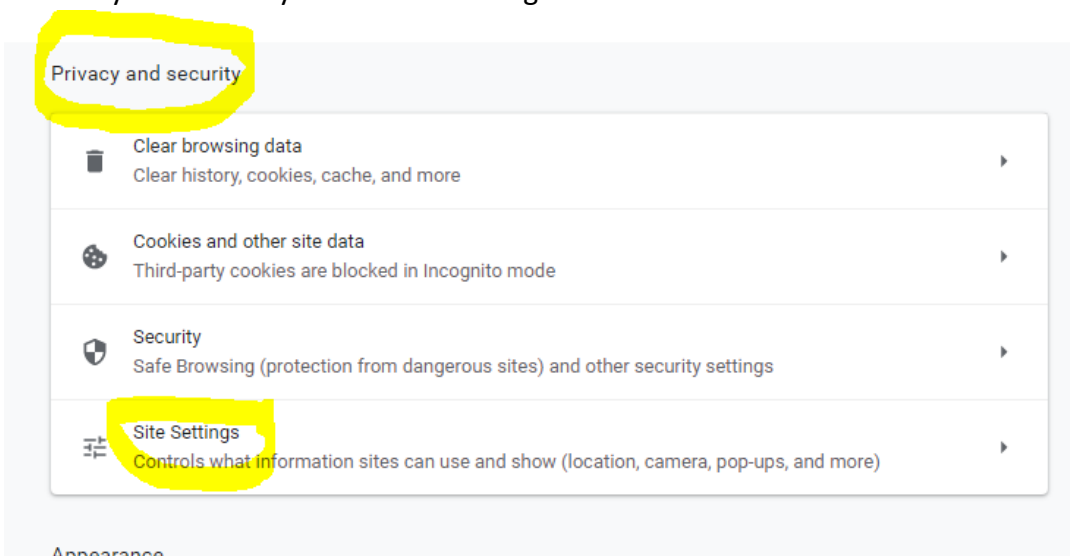 Privacy and security
Clear browsing data
Clear history, cookies, cache, and more
Cookies and other site data
Third-party cookies are blocked in Incognito mode
Security
Safe Browsing (protection from dangerous sites) and other security settings
Site Settings
Controls what information sites can use and show (location, camera, pop-ups, and more)
Appearance